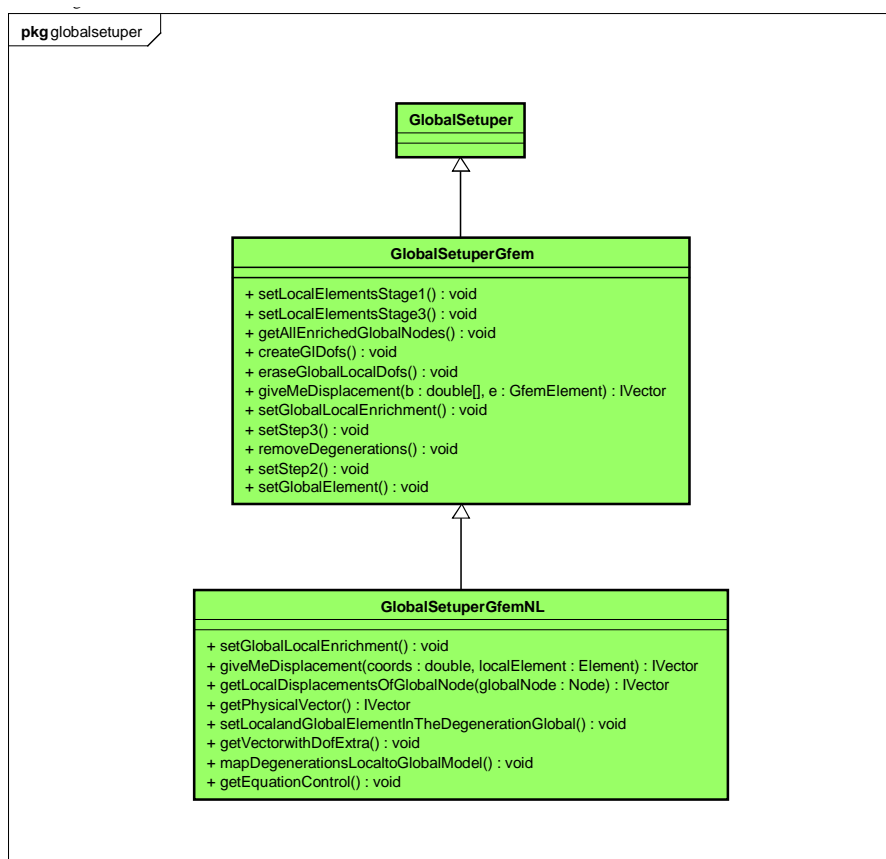 pkg globalsetuper
GlobalSetuper
GlobalSetuperGfem
+ setLocalElementsStage1() : void
+ setLocalElementsStage3() : void
+ getAllEnrichedGlobalNodes() : void
+ createGlDofs() : void
+ eraseGlobalLocalDofs() : void
+ giveMeDisplacement(b : double[], e : GfemElement) : IVector
+ setGlobalLocalEnrichment() : void
+ setStep3() : void
+ removeDegenerations() : void
+ setStep2() : void
+ setGlobalElement() : void
GlobalSetuperGfemNL
+ setGlobalLocalEnrichment() : void
+ giveMeDisplacement(coords : double, localElement : Element) : IVector
+ getLocalDisplacementsOfGlobalNode(globalNode : Node) : IVector
+ getPhysicalVector() : IVector
+ setLocalandGlobalElementInTheDegenerationGlobal() : void
+ getVectorwithDofExtra() : void
+ mapDegenerationsLocaltoGlobalModel() : void
+ getEquationControl() : void